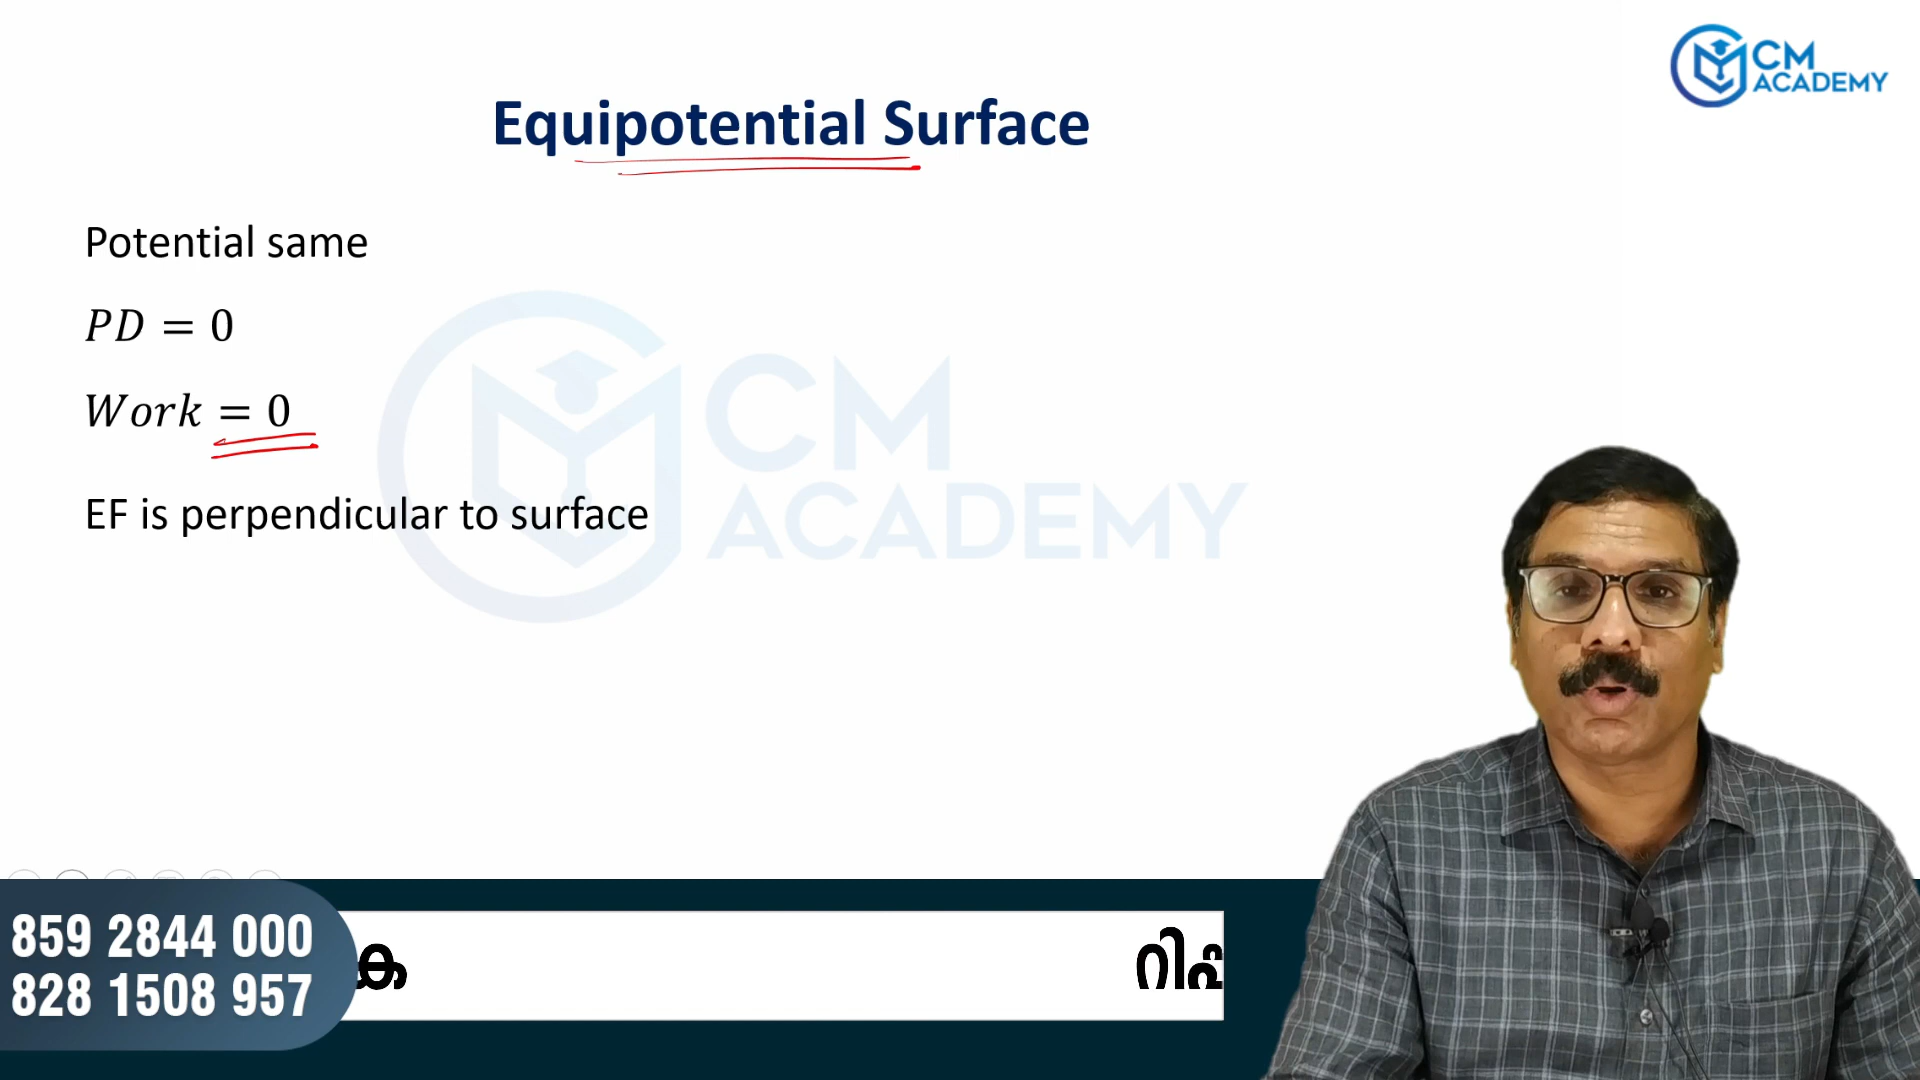 CM
ACADEMY
Equipotential Surface
Potential same
PD = 0
Work = 0
EF is perpendicular to surface
CM
ACADEMY
859 2844 000
828 1508 957
ക